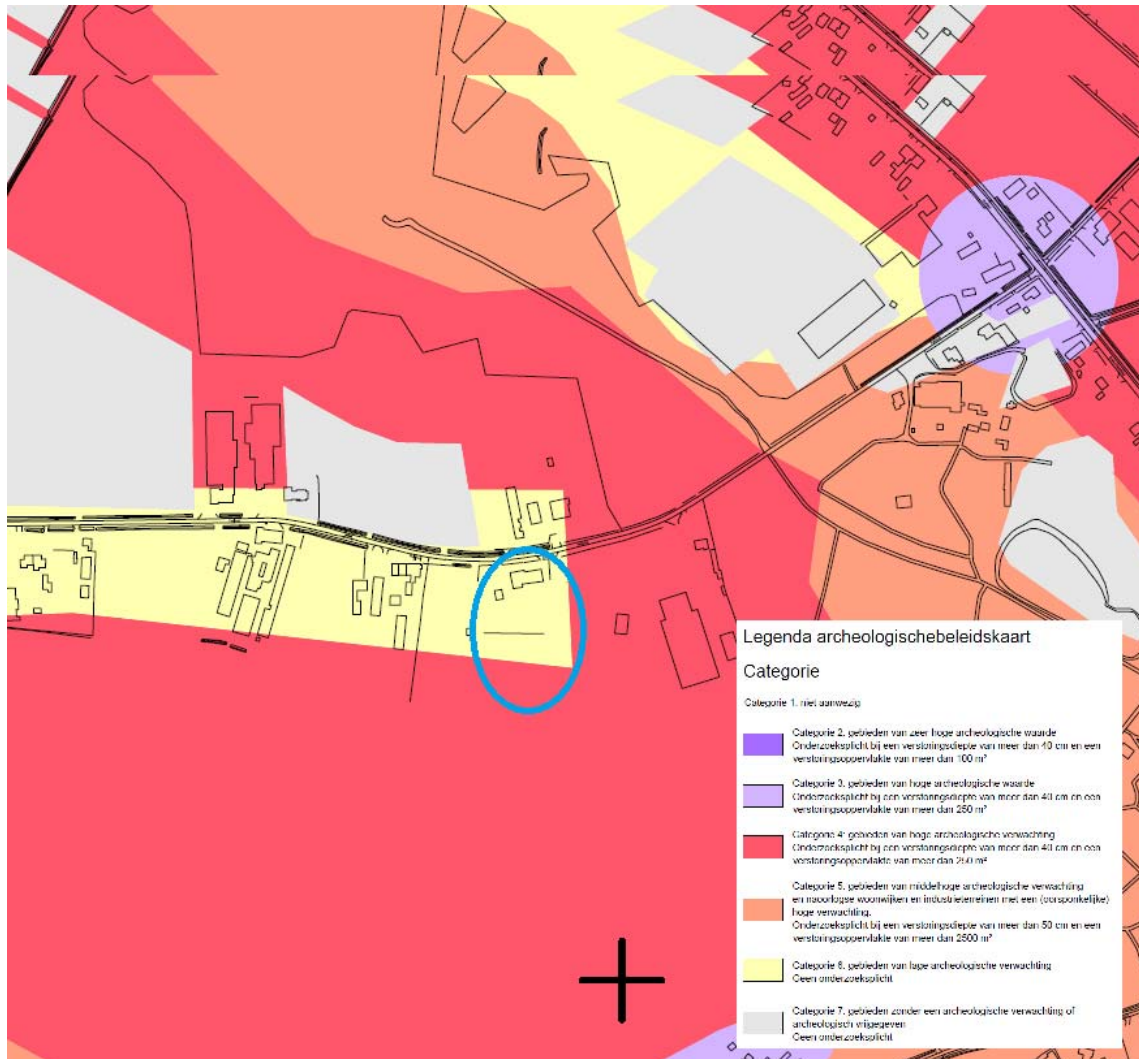 Legenda archeologischebeleidskaart
Categorie
Categorie 1. niet aanwezig
Categorie 2. gebieden van zeer hoge archeologische waarde
Onderzoeksplicht bij een verstoringsdiepte van meer dan 40 cm en een
verstoringsoppervlakte van meer dan 100 m²
Categorie 3. gebieden van hoge archeologische waarde
Onderzoeksplicht bij een verstoringsdiepte van meer dan 40 cm en een
verstoringsoppervlakte van meer dan 250 m²
Categorie 4: gebieden van hoge archeologische verwachting
Onderzoeksplicht bij een verstoringsdiepte van meer dan 40 cm en een
verstoringsoppervlakte van meer dan 250 m²
Categorie 5. gebieden van middelhoge archeologische verwachting
en naoorlogse woonwijken en industrieterreinen met een (oorsponkelijke)
hoge verwachting.
Onderzoeksplicht bij een verstoringsdiepte van meer dan 50 cm en een
verstoringsoppervlakte van meer dan 2500 m²
Categorie 6. gebieden van lage archeologische verwachting
Geen onderzoeksplicht
Categorie 7. gebieden zonder een archeologische verwachting of
archeologisch vrijgegeven
Geen onderzoeksplicht